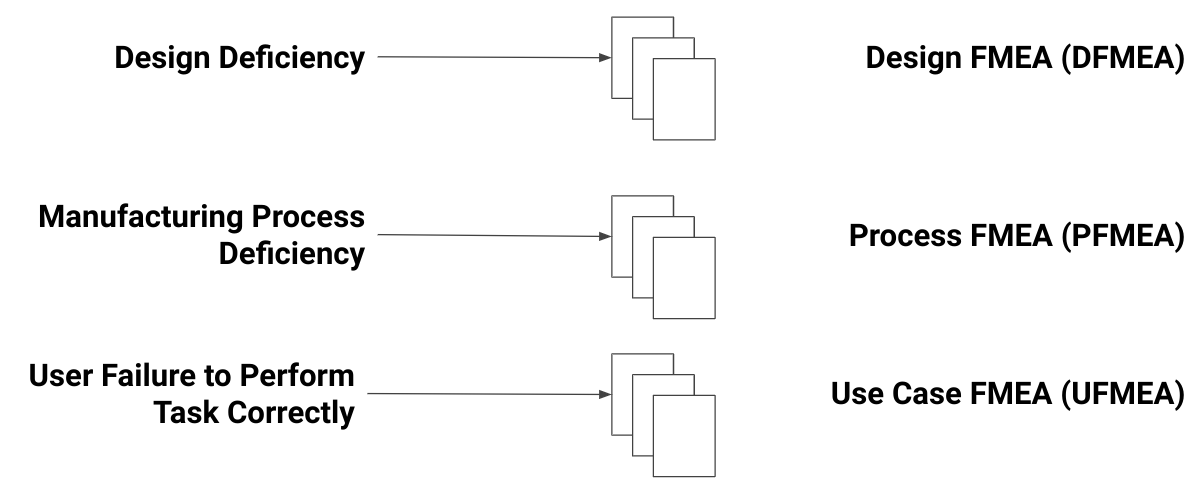 Design Deficiency
Design FMEA (DFMEA)
Manufacturing Process
Deficiency
Process FMEA (PFMEA)
User Failure to Perform
Task Correctly
Use Case FMEA (UFMEA)